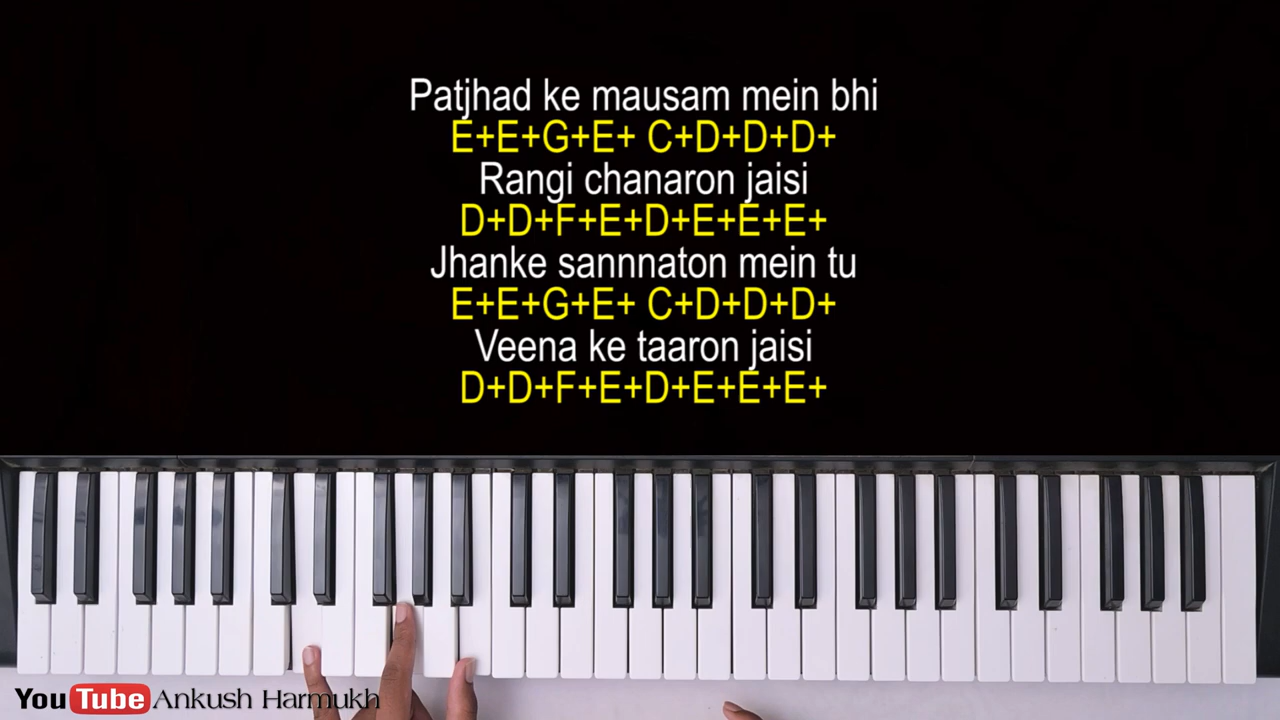 Patjhad ke mausam mein bhi
E+E+G+E+ C+D+D+D+
Rangi chanaron jaisi
D+D+F+E+D+E+E+E+
Jhanke sannnaton mein tu
E+E+G+E+ C+D+D+D+
Veena ke taaron jaisi
D+D+F+E+D+E+E+E+
YouTube Ankush Harmukh